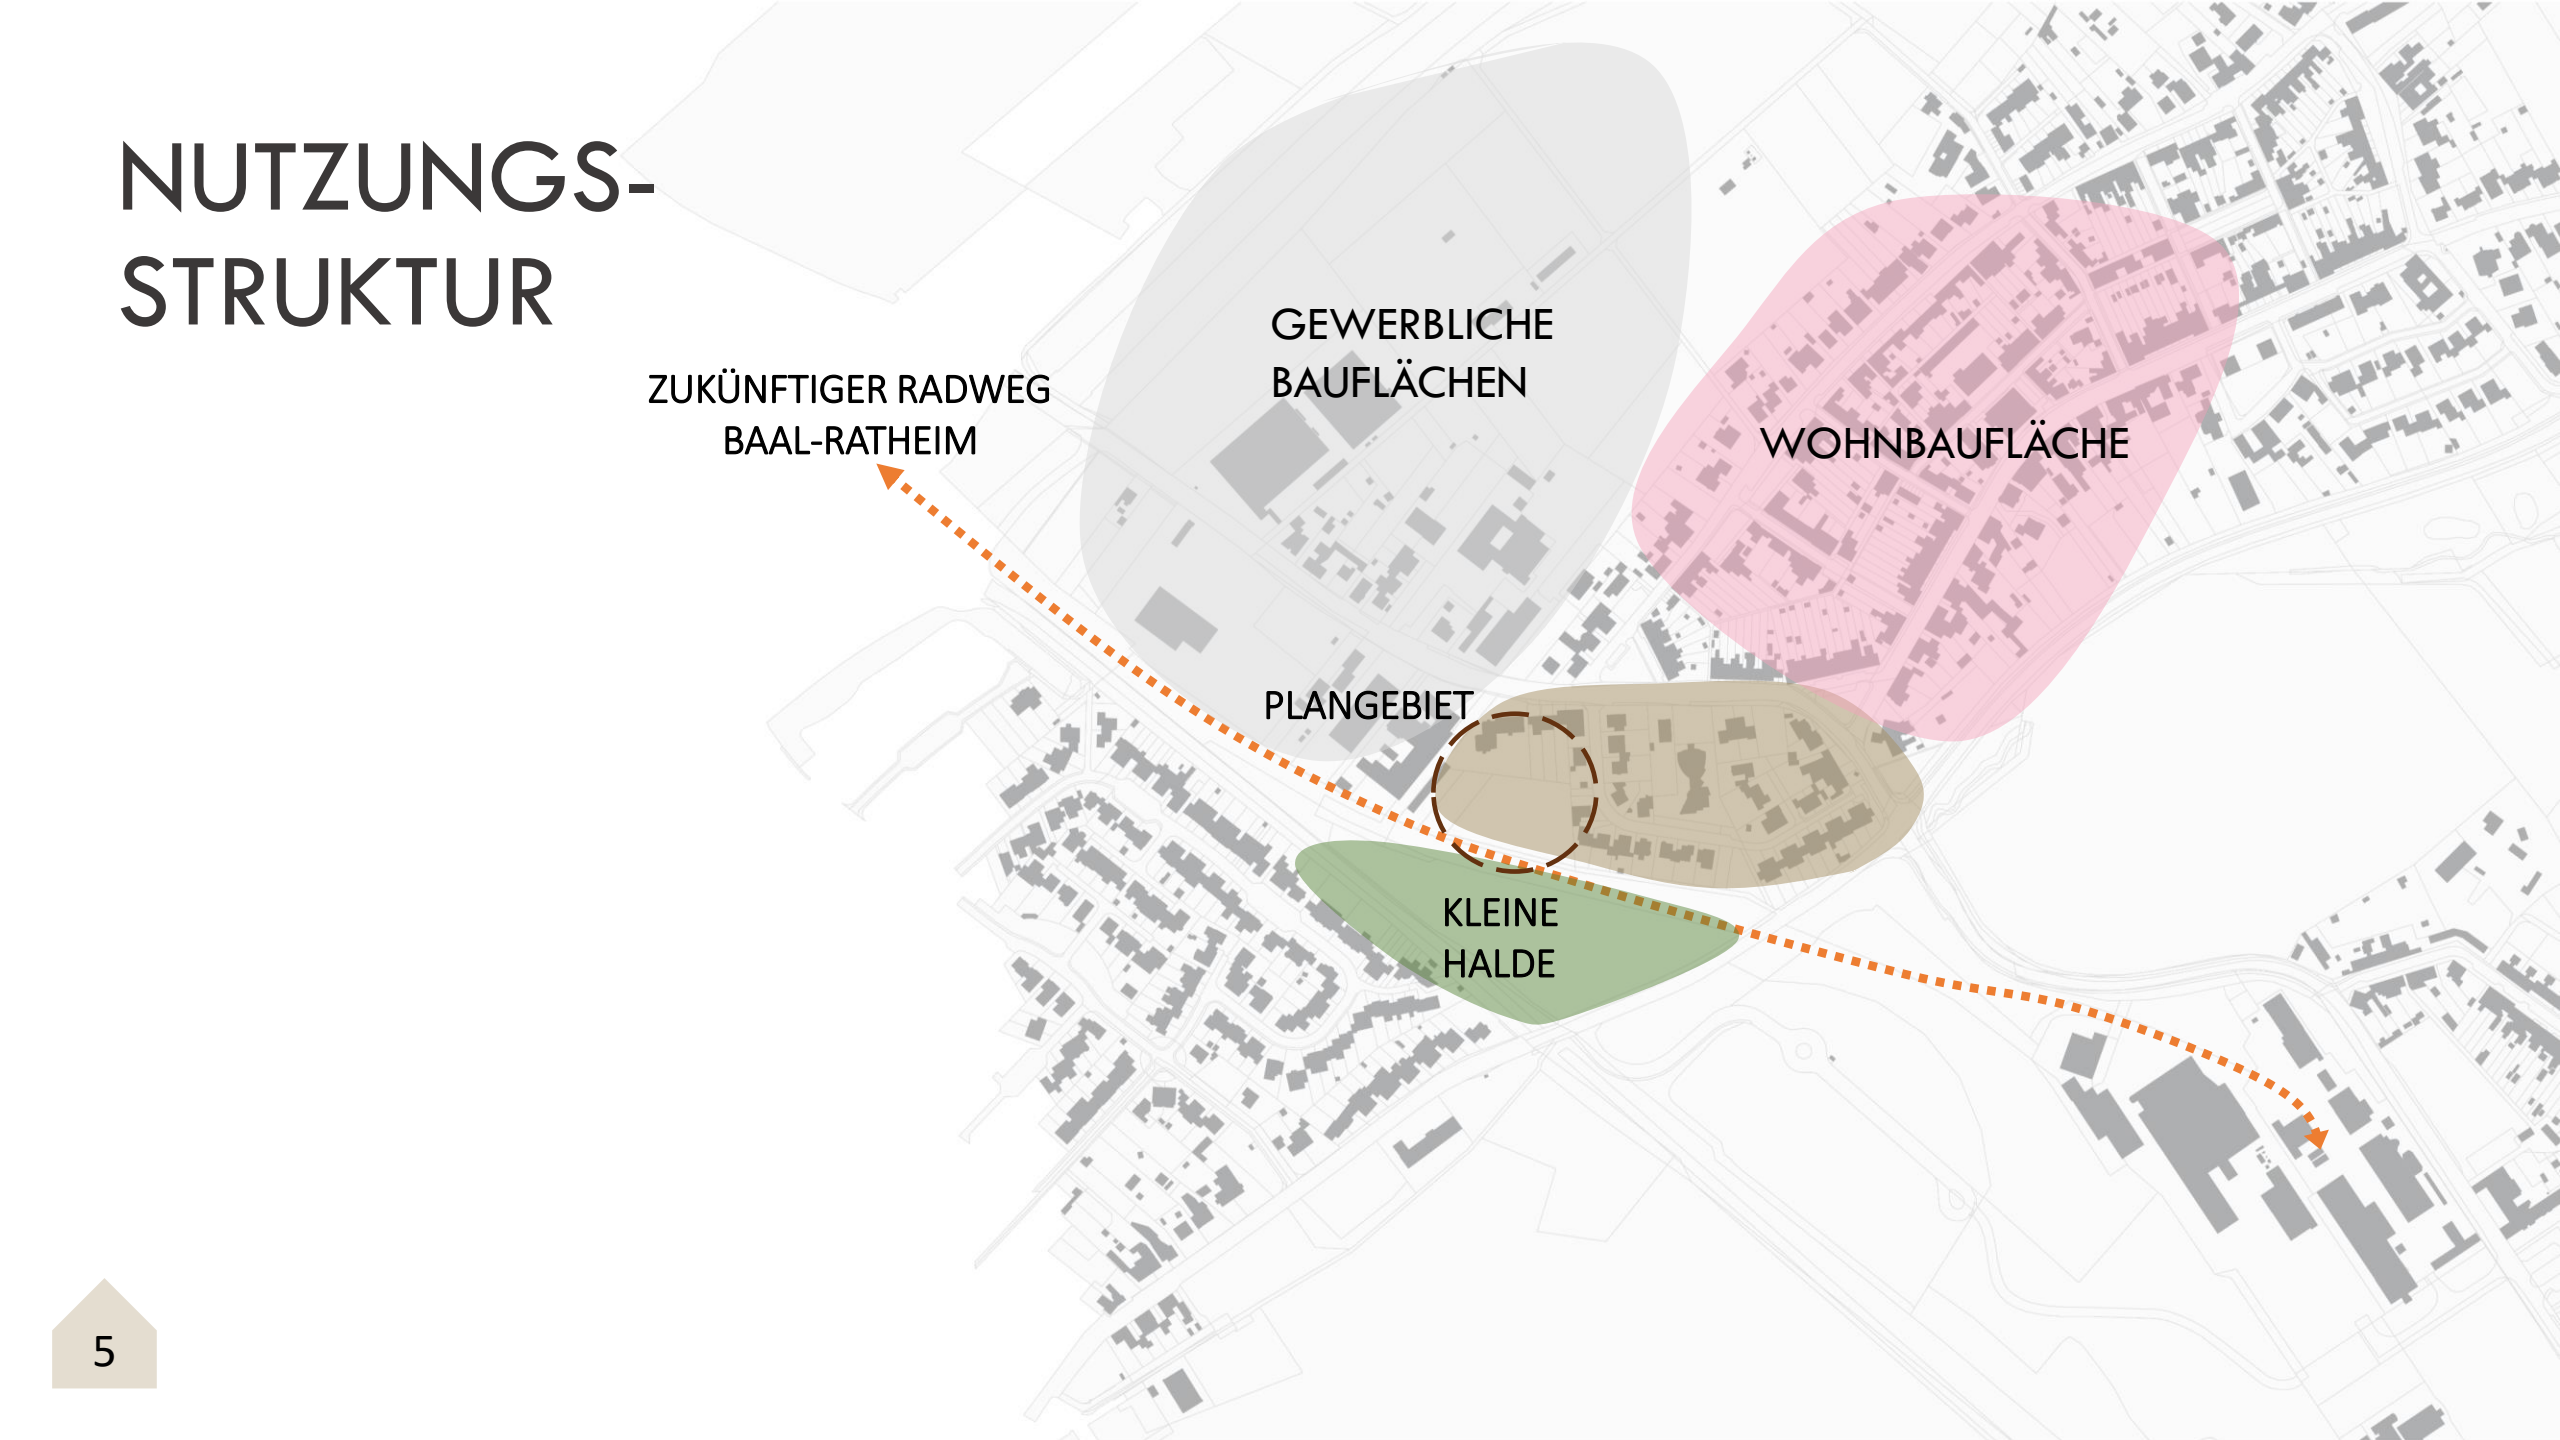 NUTZUNGS-
STRUKTUR
ZUKÜNFTIGER RADWEG
BAAL-RATHEIM
GEWERBLICHE
BAUFLÄCHEN
WOHNBAUFLÄCHE
PLANGEBIET
KLEINE
HALDE
5